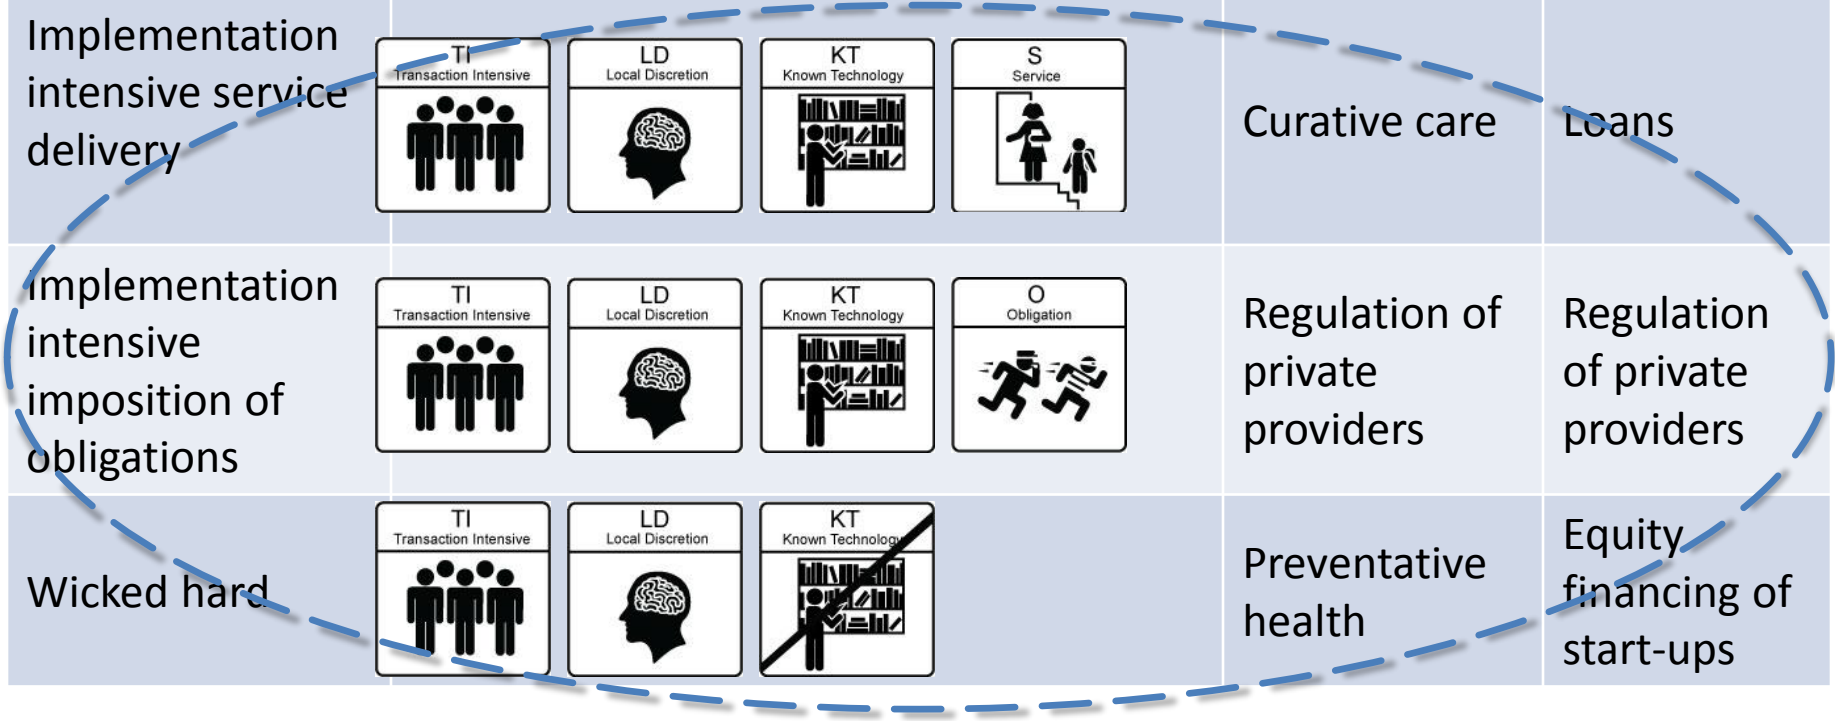 Implementation
intensive service
delivery
TI
Transaction Intensive
LD
Local Discretion
KT
Known Technology
S
Service
Curative care
Loans
Implementation
intensive
imposition of
obligations
TI
Transaction Intensive
LD
Local Discretion
KT
Known Technology
O
Obligation
Regulation of
private
providers
Regulation
of private
providers
Wicked hard
TI
Transaction Intensive
LD
Local Discretion
KT
Known Technology
Preventative
health
Equity
financing of
start-ups